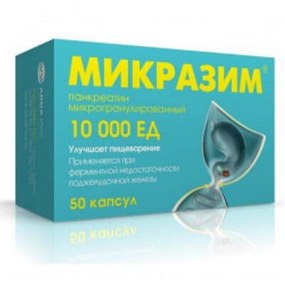 МИКРАЗИМ®
панкреатин
микрогранулированный
10 000 ЕД
Улучшает пищеварение
Применяется при
ферментной недостаточности
поджелудочной железы
50 капсул